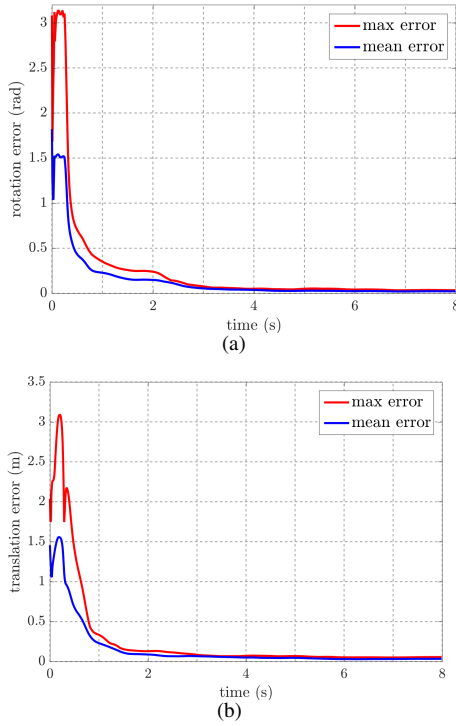 3
2.5
2
1.5
1
0.5
0
rotation error (rad)
max error
mean error
0 2 4 6 8
time (s)
(a)
3.5
3
2.5
2
1.5
1
0.5
0
translation error (m)
max error
mean error
0 2 4 6 8
time (s)
(b)